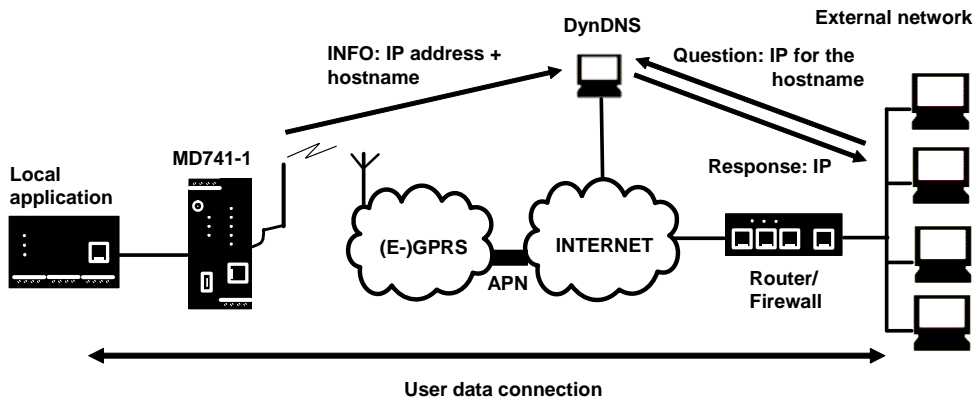 DynDNS
External network
INFO: IP address +
hostname
Question: IP for the
hostname
MD741-1
Response: IP
Local
application
(E-)GPRS
APN
INTERNET
Router/
Firewall
User data connection